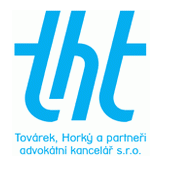 tht
Továrek, Horký a partneři
advokátní kancelář s.r.o.